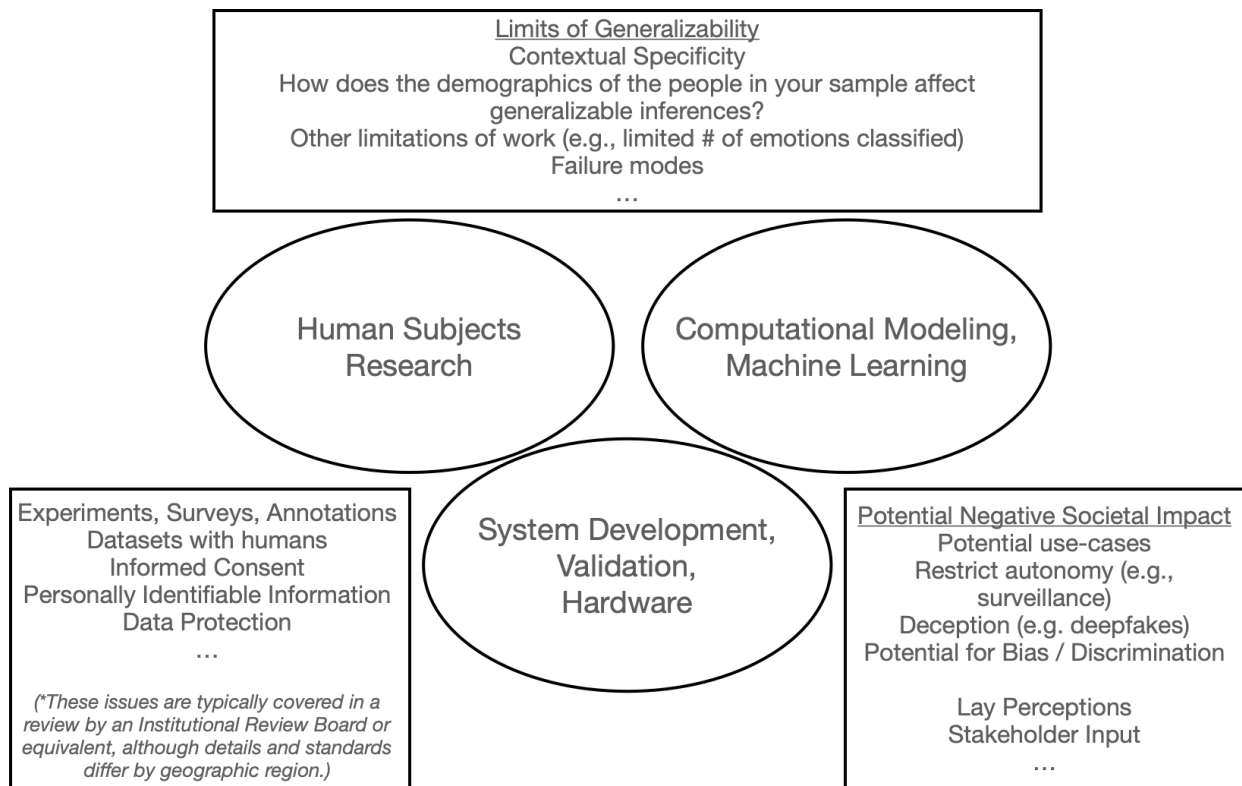 Limits of Generalizability
Contextual Specificity
How does the demographics of the people in your sample affect
generalizable inferences?
Other limitations of work (e.g., limited # of emotions classified)
Failure modes
...
Human Subjects
Research
Computational Modeling,
Machine Learning
System Development,
Validation,
Hardware
Experiments, Surveys, Annotations
Datasets with humans
Informed Consent
Personally Identifiable Information
Data Protection
...
(*These issues are typically covered in a
review by an Institutional Review Board or
equivalent, although details and standards
differ by geographic region.)
Potential Negative Societal Impact
Potential use-cases
Restrict autonomy (e.g.,
surveillance)
Deception (e.g. deepfakes)
Potential for Bias / Discrimination
Lay Perceptions
Stakeholder Input
...